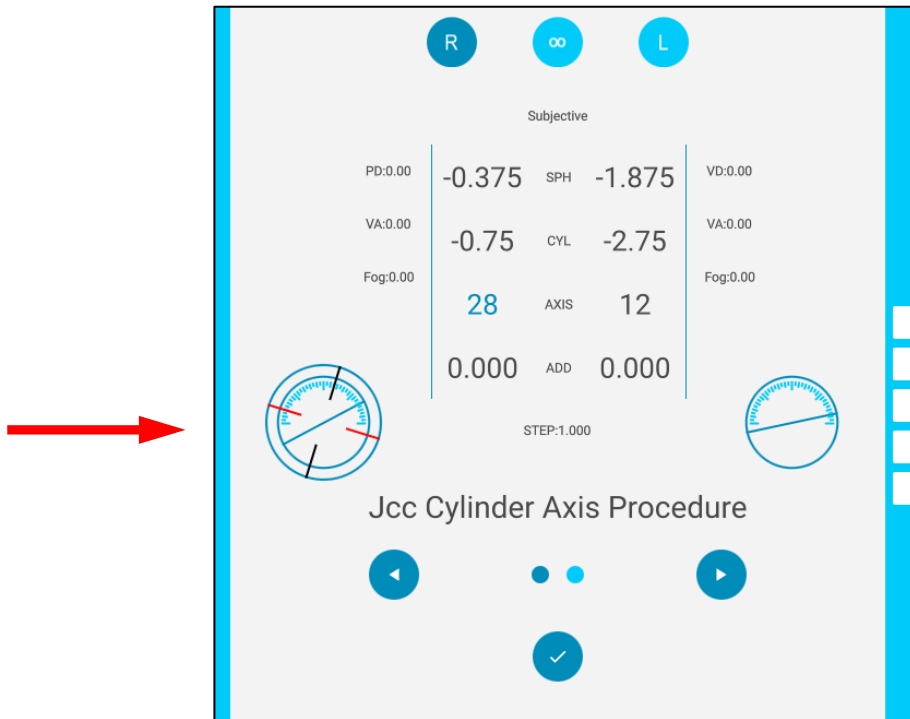 R ∞ L
Subjective
PD:0.00 -0.375 SPH -1.875 VD:0.00
VA:0.00 -0.75 CYL -2.75 VA:0.00
Fog:0.00 28 AXIS 12 Fog:0.00
0.000 ADD 0.000
STEP:1.000
Jcc Cylinder Axis Procedure